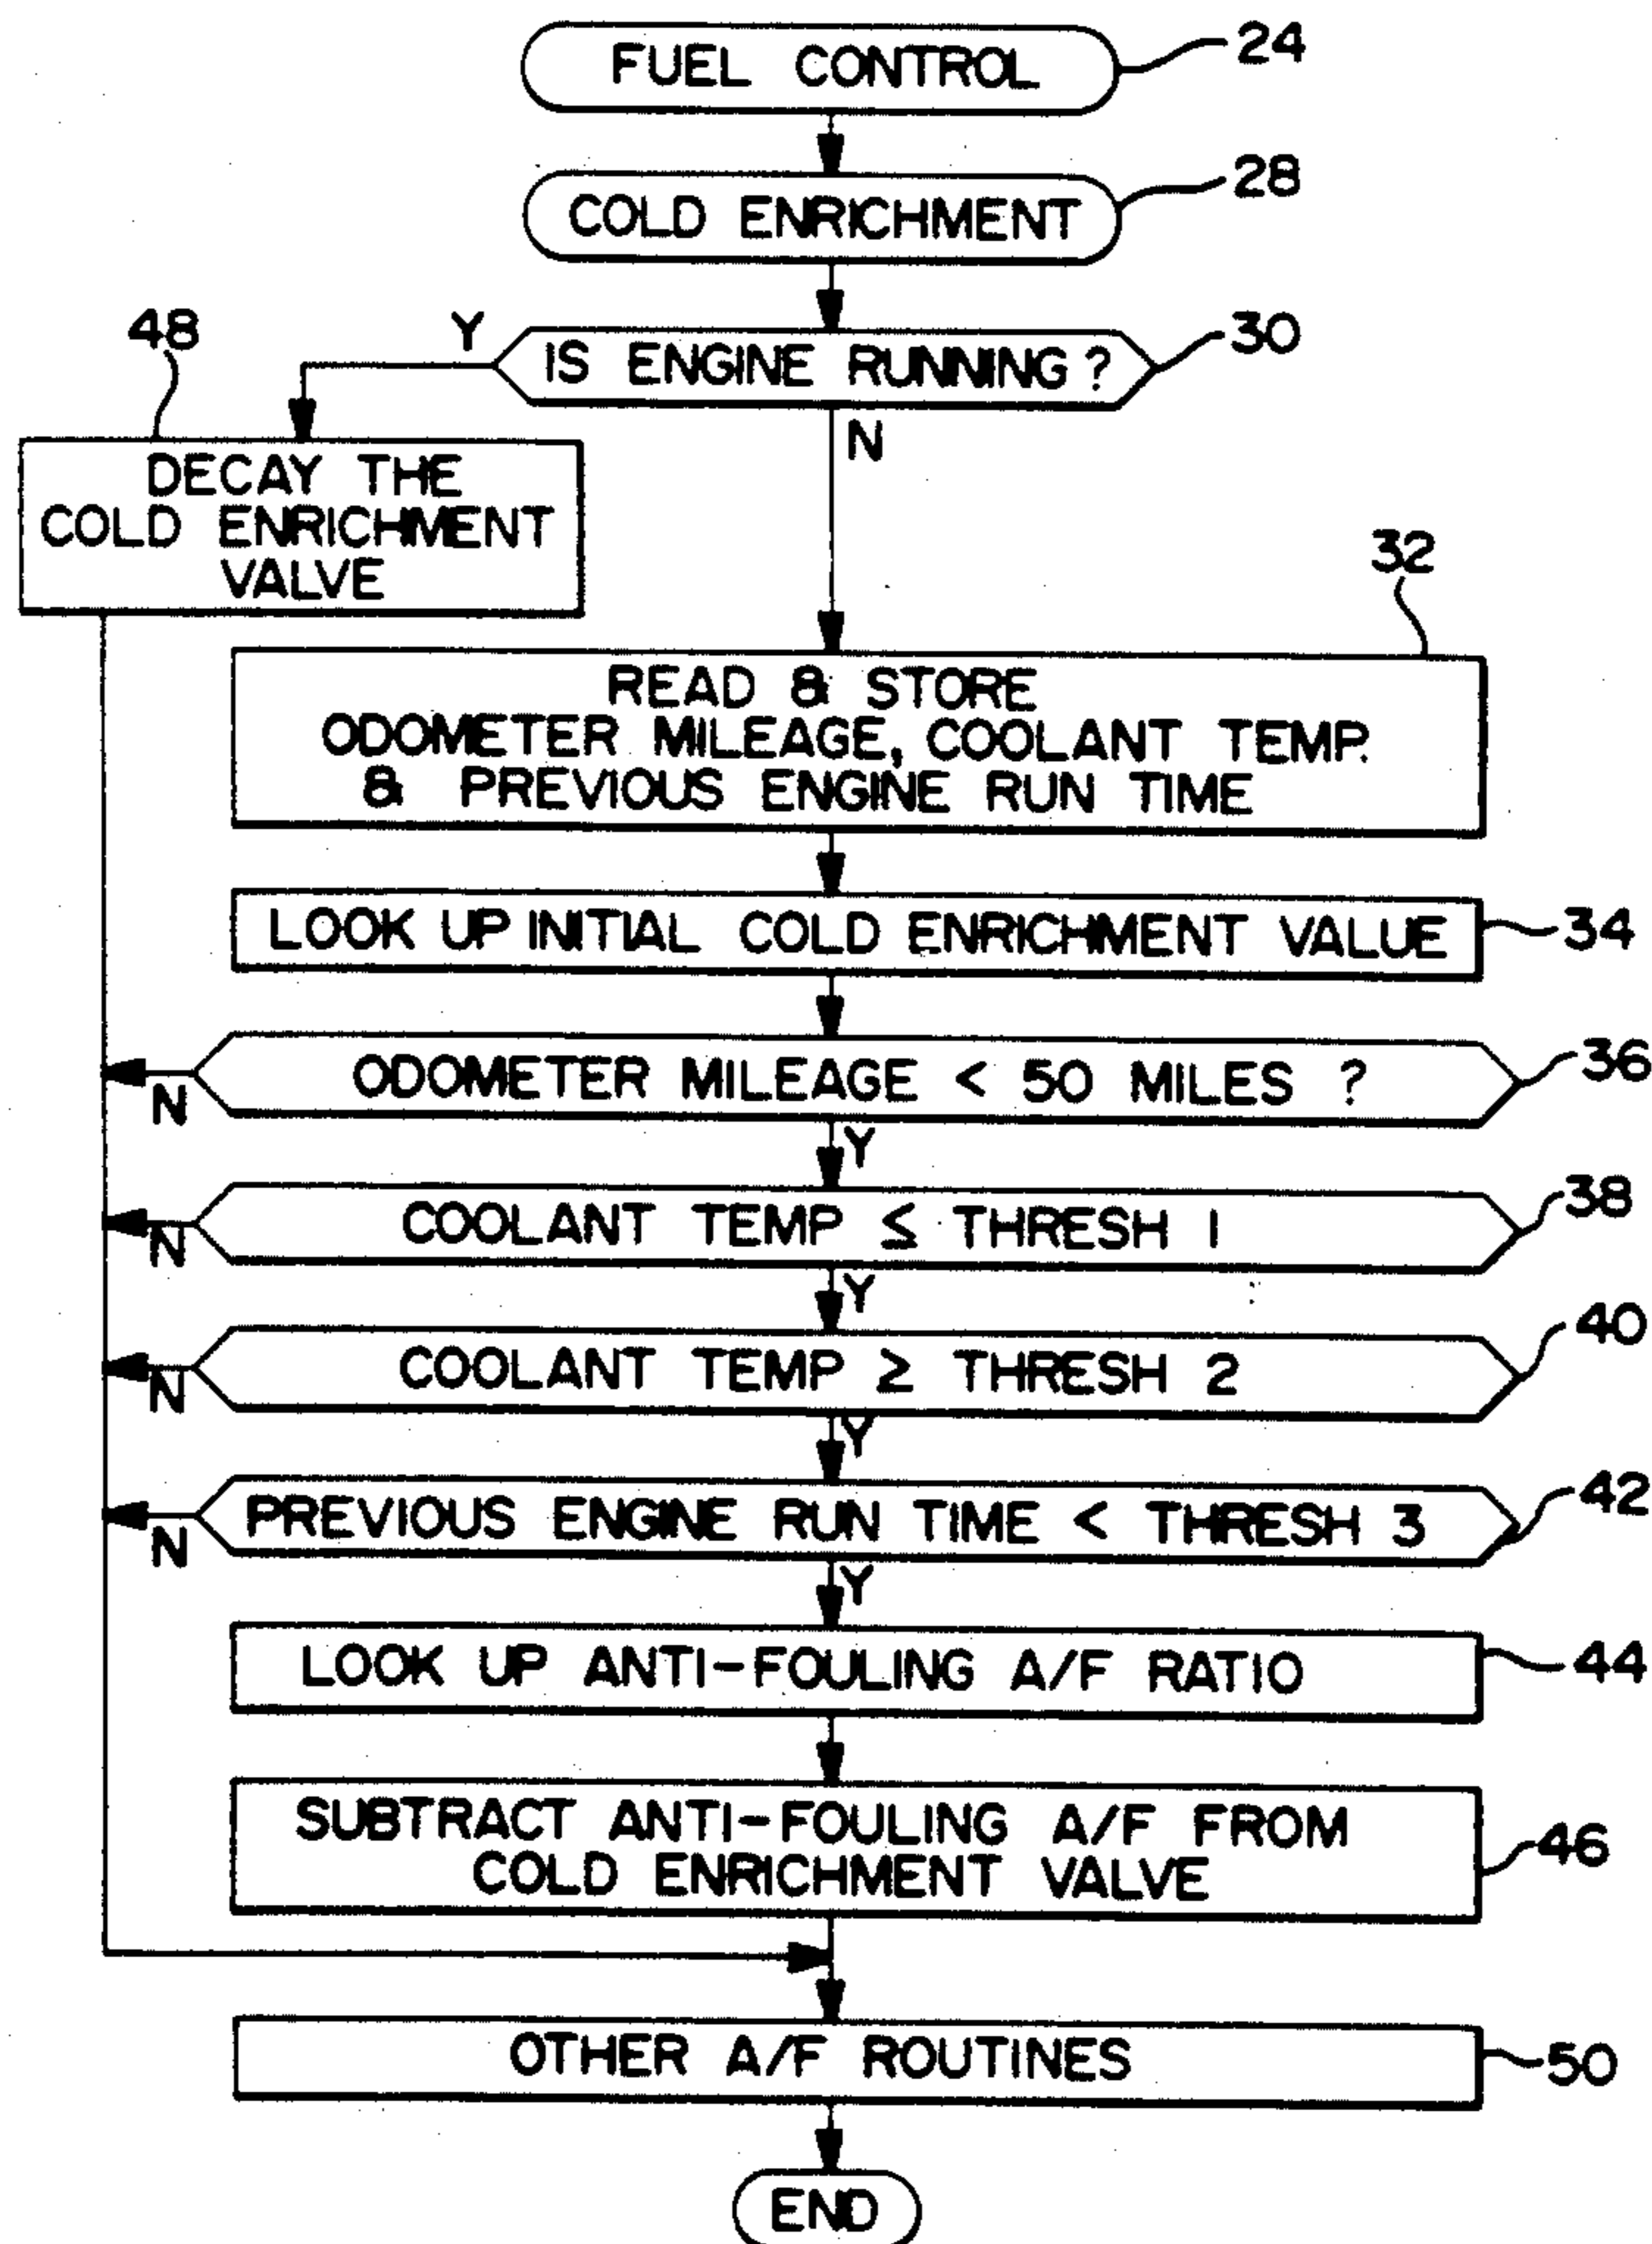 FUEL CONTROL
24
COLD ENRICHMENT
28
IS ENGINE RUNNING ?
30
Y
N
48
DECAY THE
COLD ENRICHMENT
VALVE
32
READ & STORE
ODOMETER MILEAGE, COOLANT TEMP.
& PREVIOUS ENGINE RUN TIME
LOOK UP INITIAL COLD ENRICHMENT VALUE
34
ODOMETER MILEAGE < 50 MILES ?
36
N
Y
COOLANT TEMP ≤ THRESH 1
38
N
Y
COOLANT TEMP ≥ THRESH 2
40
N
Y
PREVIOUS ENGINE RUN TIME < THRESH 3
42
N
Y
LOOK UP ANTI-FOULING A/F RATIO
44
SUBTRACT ANTI-FOULING A/F FROM
COLD ENRICHMENT VALVE
46
OTHER A/F ROUTINES
50
END